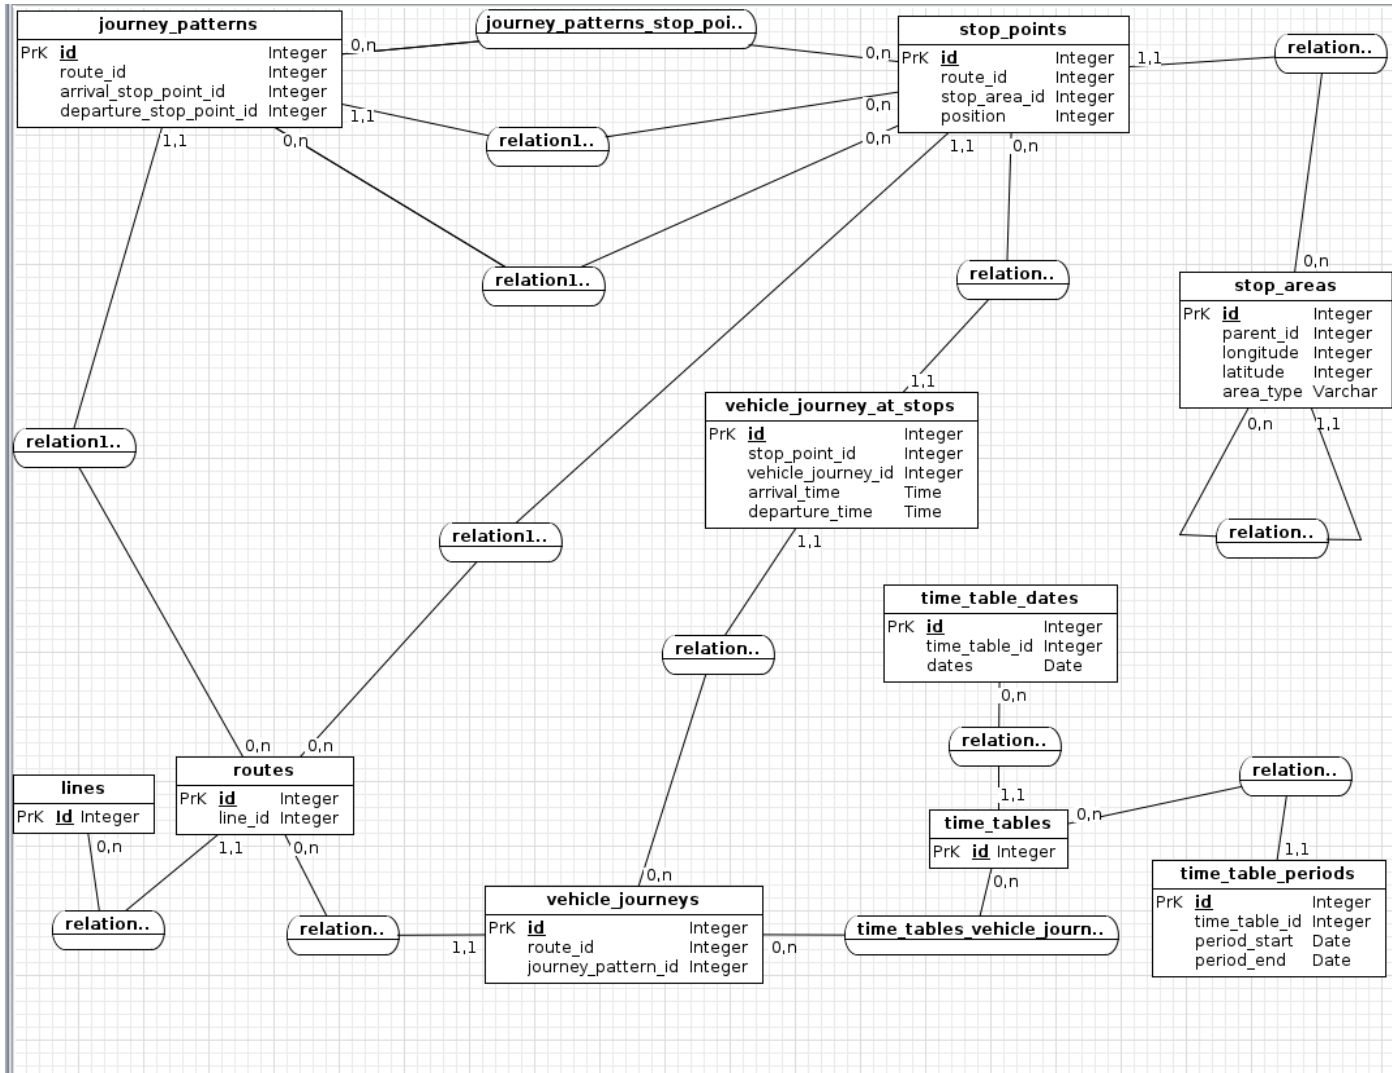 journey_patterns
PrK id Integer
route_id Integer
arrival_stop_point_id Integer
departure_stop_point_id Integer
0,n
1,1
1,1
0,n
journey_patterns_stop_poi..
stop_points
PrK id Integer
route_id Integer
stop_area_id Integer
position Integer
0,n
0,n
0,n
1,1
0,n
1,1
relation..
relation1..
relation1..
relation..
0,n
stop_areas
PrK id Integer
parent_id Integer
longitude Integer
latitude Integer
area_type Varchar
0,n
1,1
relation..
1,1
vehicle_journey_at_stops
PrK id Integer
stop_point_id Integer
vehicle_journey_id Integer
arrival_time Time
departure_time Time
1,1
relation1..
relation1..
relation..
time_table_dates
PrK id Integer
time_table_id Integer
dates Date
0,n
relation..
1,1
time_tables
PrK id Integer
0,n
0,n
relation..
1,1
time_table_periods
PrK id Integer
time_table_id Integer
period_start Date
period_end Date
0,n
0,n
routes
PrK id Integer
line_id Integer
1,1
0,n
lines
PrK Id Integer
0,n
relation..
relation..
1,1
0,n
vehicle_journeys
PrK id Integer
route_id Integer
journey_pattern_id Integer
0,n
time_tables_vehicle_journ..